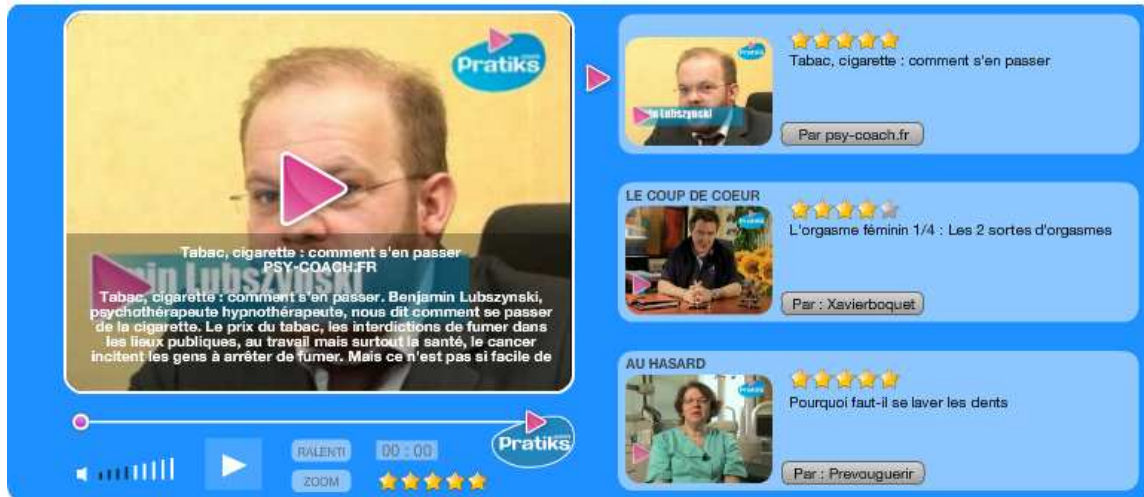 Pratiks
Tabac, cigarette : comment s'en passer
PSY-COACH.FR
min Lubszynski
Tabac, cigarette : comment s'en passer. Benjamin Lubszynski,
psychothérapeute hypnothérapeute, nous dit comment se passer
de la cigarette. Le prix du tabac, les interdictions de fumer dans
les lieux publiques, au travail mais surtout la santé, le cancer
incitent les gens à arrêter de fumer. Mais ce n'est pas si facile de
RALENTI
00 : 00
ZOOM
Pratiks
Tabac, cigarette : comment s'en passer
in Lubszynski
Par psy-coach.fr
LE COUP DE COEUR
L'orgasme féminin 1/4 : Les 2 sortes d'orgasmes
Par : Xavierboquet
AU HASARD
Pratiks
Pourquoi faut-il se laver les dents
Par : Prevouguerir